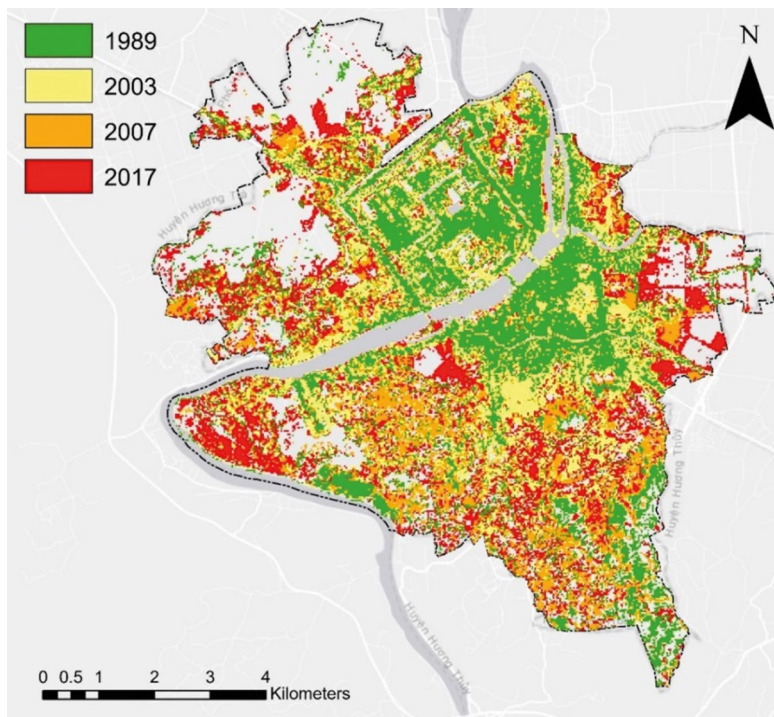 1989
2003
2007
2017
N
Huyện Hương Trà
Huyện Hương Thủy
Huyện Hương Thủy
0 0.5 1 2 3 4
Kilometers